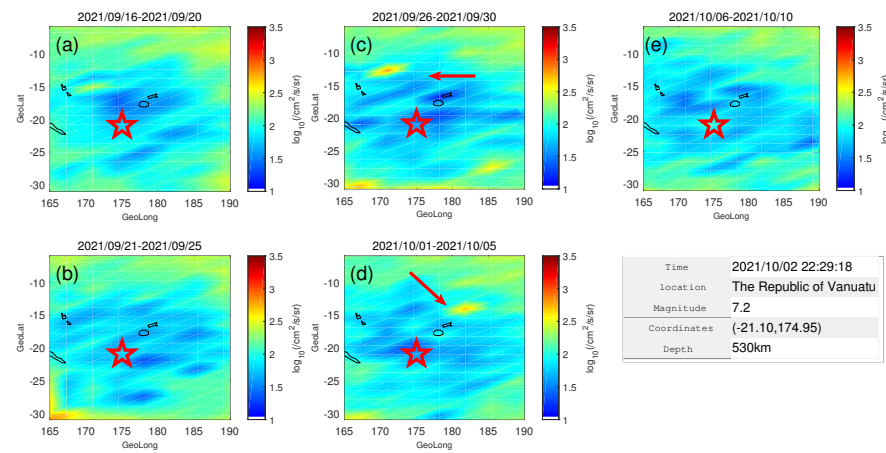 2021/09/16-2021/09/20
(a)
-10
-15
-20
-25
-30
GeoLat
165 170 175 180 185 190
GeoLong
3.5
3
2.5
2
1.5
1
log10(/cm2/s/sr)
2021/09/26-2021/09/30
(c)
-10
-15
-20
-25
-30
GeoLat
165 170 175 180 185 190
GeoLong
3.5
3
2.5
2
1.5
1
log10(/cm2/s/sr)
2021/10/06-2021/10/10
(e)
-10
-15
-20
-25
-30
GeoLat
165 170 175 180 185 190
GeoLong
3.5
3
2.5
2
1.5
1
log10(/cm2/s/sr)
2021/09/21-2021/09/25
(b)
-10
-15
-20
-25
-30
GeoLat
165 170 175 180 185 190
GeoLong
3.5
3
2.5
2
1.5
1
log10(/cm2/s/sr)
2021/10/01-2021/10/05
(d)
-10
-15
-20
-25
-30
GeoLat
165 170 175 180 185 190
GeoLong
3.5
3
2.5
2
1.5
1
log10(/cm2/s/sr)
Time 2021/10/02 22:29:18
location The Republic of Vanuatu
Magnitude 7.2
Coordinates (-21.10,174.95)
Depth 530km